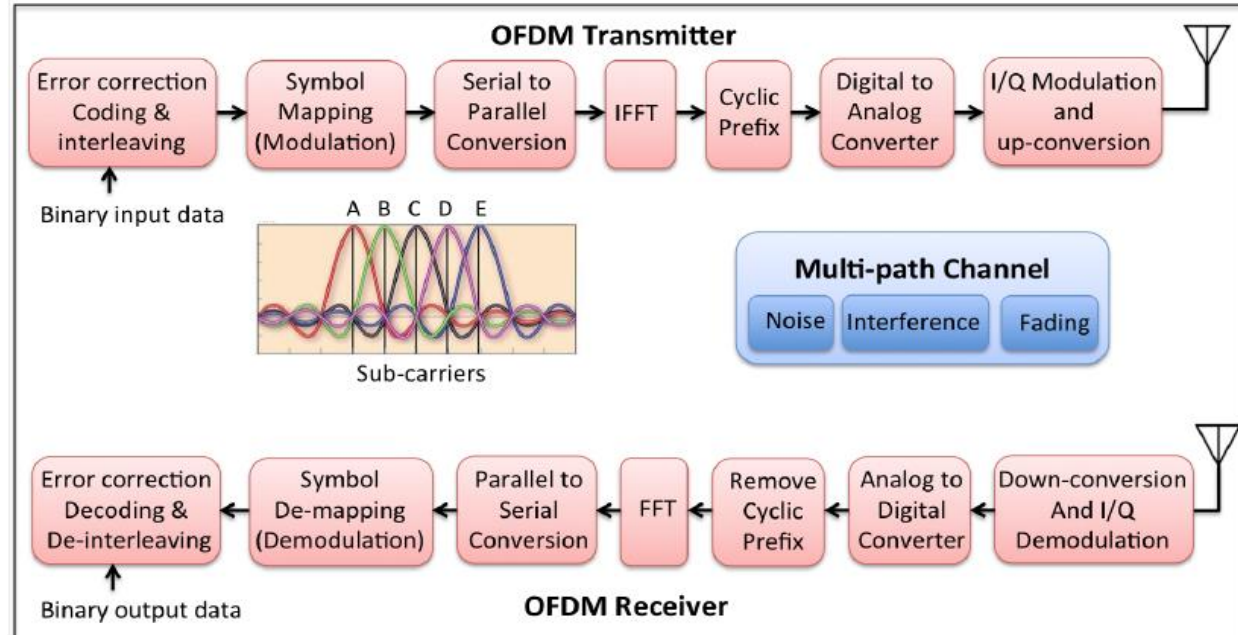 OFDM Transmitter
Error correction
Coding &
interleaving
Symbol
Mapping
(Modulation)
Serial to
Parallel
Conversion
IFFT
Cyclic
Prefix
Digital to
Analog
Converter
I/Q Modulation
and
up-conversion
Binary input data
A B C D E
Sub-carriers
Multi-path Channel
Noise
Interference
Fading
Error correction
Decoding &
De-interleaving
Symbol
De-mapping
(Demodulation)
Parallel to
Serial
Conversion
FFT
Remove
Cyclic
Prefix
Analog to
Digital
Converter
Down-conversion
And I/Q
Demodulation
Binary output data
OFDM Receiver